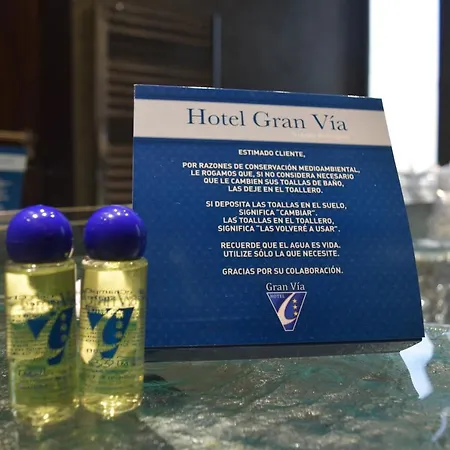 Hotel Gran Vía
ESTIMADO CLIENTE,
POR RAZONES DE CONSERVACIÓN MEDIOAMBIENTAL,
LE ROGAMOS QUE, SI NO CONSIDERA NECESARIO
QUE LE CAMBIEN SUS TOALLAS DE BAÑO,
LAS DEJE EN EL TOALLERO.
SI DEPOSITA LAS TOALLAS EN EL SUELO,
SIGNIFICA "CAMBIAR".
LAS TOALLAS EN EL TOALLERO,
SIGNIFICA "LAS VOLVERÉ A USAR".
RECUERDE QUE EL AGUA ES VIDA.
UTILIZE SÓLO LA QUE NECESITE.
GRACIAS POR SU COLABORACIÓN.
Gran Vía
HOTEL